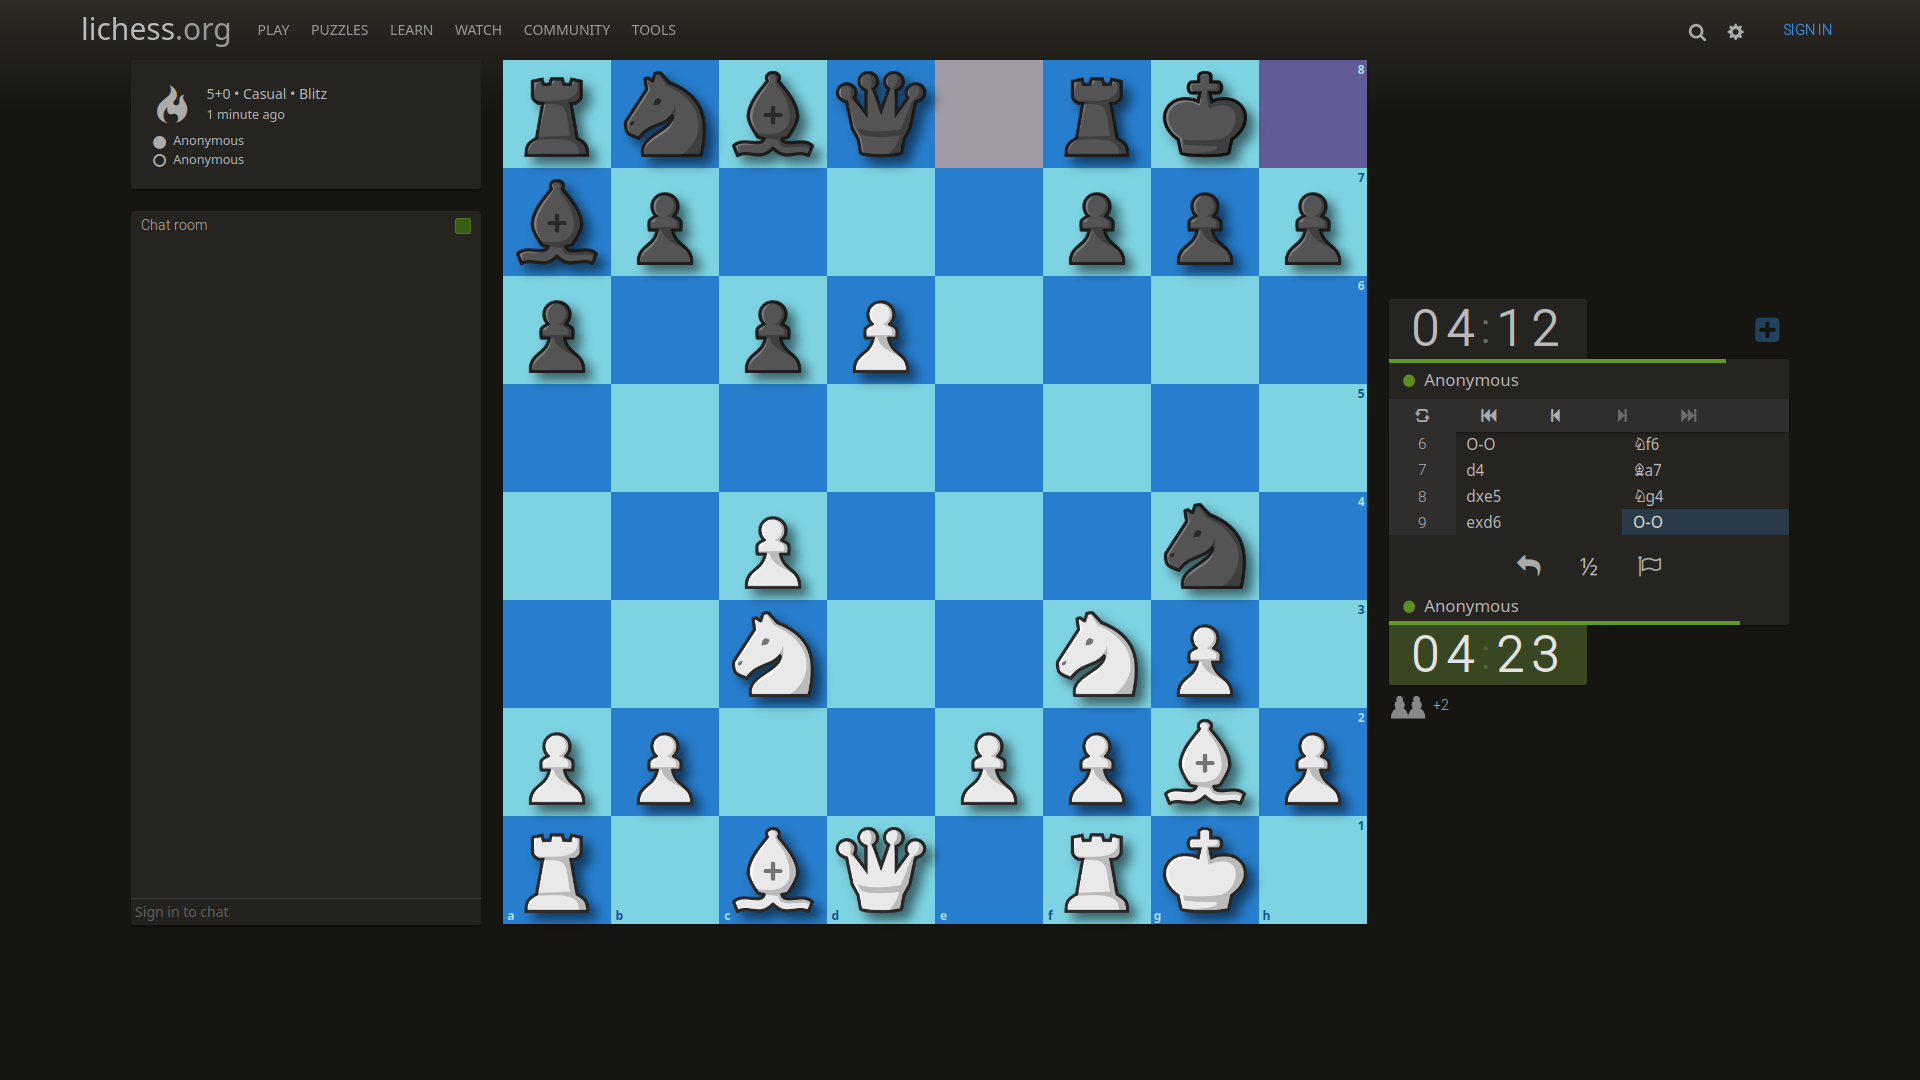 lichess.org PLAY PUZZLES LEARN WATCH COMMUNITY TOOLS SIGN IN
5+0 • Casual • Blitz
1 minute ago
Anonymous
Anonymous
Chat room
Sign in to chat
8
7
6
5
4
3
2
1
a b c d e f g h
04:12
Anonymous
6 O-O ♘f6
7 d4 ♗a7
8 dxe5 ♘g4
9 exd6 O-O
½
Anonymous
04:23
+2